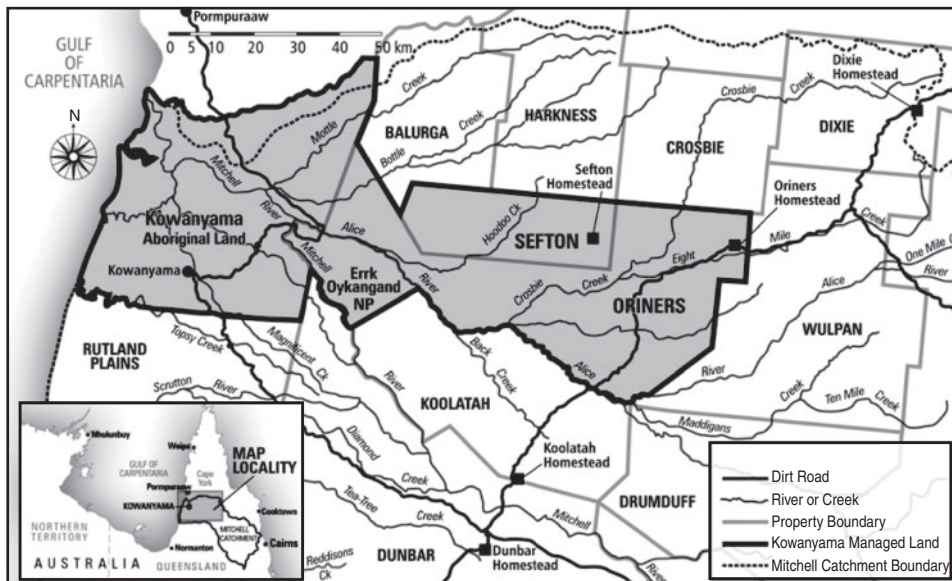 Pormpuraaw
GULF
OF
CARPENTARIA
0 5 10 20 30 40 50 km
N
Dixie
Homestead
Creek
Crosbie
Creek
Mottle
Creek
BALURGA
HARKNESS
CROSBIE
DIXIE
Bottle
Creek
Mitchell
River
Sefton
Homestead
Oriners
Homestead
Kowanyama
Aboriginal Land
Alice
River
Hoodoo Ck
SEFTON
Eight
Mile
Creek
One Mile C
River
Kowanyama
Mitchell
Errk
Oykangand
NP
Crosbie
Creek
ORINERS
Alice
WULPAN
RUTLAND
PLAINS
Topsy Creek
Magnificent
Ck
Back
Creek
Alice
River
Creek
Ten Mile
Creek
Scrutton
River
River
KOOLATAH
Maddigans
Diamond
Creek
Koolatah
Homestead
Tea-Tree
Creek
Mitchell
DRUMDUFF
River
DUNBAR
Dunbar
Homestead
Reddisons
Ck
Nhulunbuy
Weipa
MAP
LOCALITY
GULF OF
CARPENTARIA
Cape
York
Pormpuraaw
KOWANYAMA
Cooktown
MITCHELL
CATCHMENT
NORTHERN
TERRITORY
Normanton
Cairns
AUSTRALIA
QUEENSLAND
Dirt Road
River or Creek
Property Boundary
Kowanyama Managed Land
Mitchell Catchment Boundary